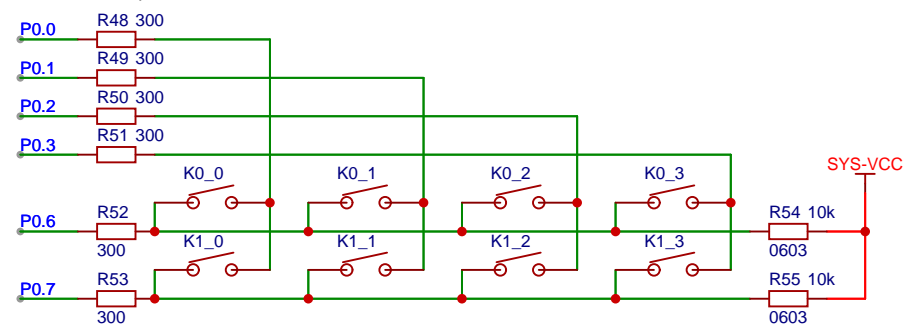 P0.0 R48 300
P0.1 R49 300
P0.2 R50 300
P0.3 R51 300
SYS-VCC
K0_0 K0_1 K0_2 K0_3
P0.6 R52 R54 10k
300 0603
K1_0 K1_1 K1_2 K1_3
P0.7 R53 R55 10k
300 0603